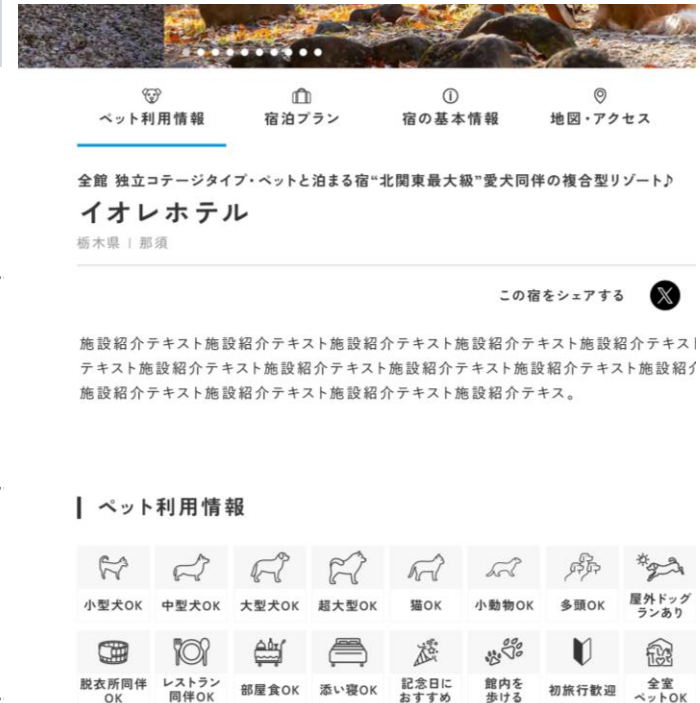 ペット利用情報
宿泊プラン
宿の基本情報
地図・アクセス
全館 独立コテージタイプ・ペットと泊まる宿“北関東最大級”愛犬同伴の複合型リゾート♪
イオレホテル
栃木県 | 那須
この宿をシェアする
施設紹介テキスト施設紹介テキスト施設紹介テキスト施設紹介テキスト施設紹介テキスト
テキスト施設紹介テキスト施設紹介テキスト施設紹介テキスト施設紹介テキスト施設紹介
施設紹介テキスト施設紹介テキスト施設紹介テキスト施設紹介テキス。
ペット利用情報
小型犬OK
中型犬OK
大型犬OK
超大型OK
猫OK
小動物OK
多頭OK
屋外ドッグ
ランあり
脱衣所同伴
OK
レストラン
同伴OK
部屋食OK
添い寝OK
記念日に
おすすめ
館内を
歩ける
初旅行歓迎
全室
ペットOK